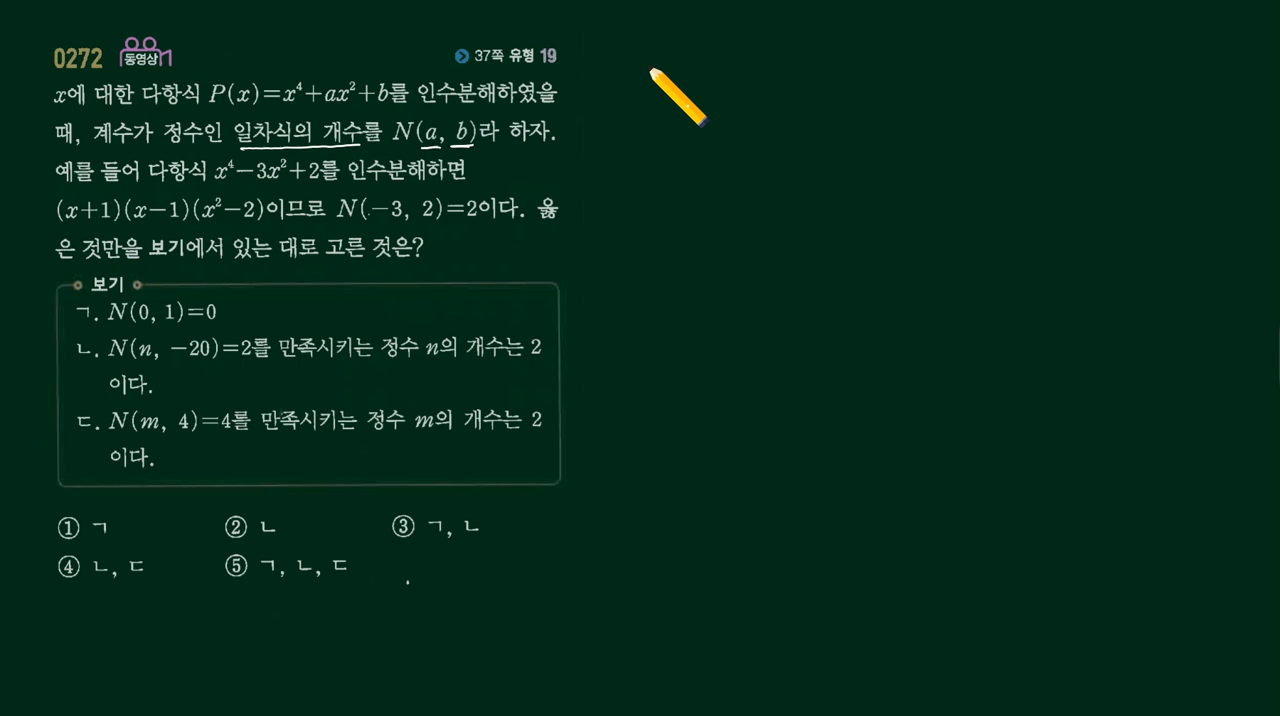 0272 동영상
37쪽 유형 19
x에 대한 다항식 P(x)=x⁴+ax²+b를 인수분해하였을
때, 계수가 정수인 일차식의 개수를 N(a, b)라 하자.
예를 들어 다항식 x⁴-3x²+2를 인수분해하면
(x+1)(x-1)(x²-2)이므로 N(-3, 2)=2이다. 옳
은 것만을 보기에서 있는 대로 고른 것은?
보기
ㄱ. N(0, 1)=0
ㄴ. N(n, -20)=2를 만족시키는 정수 n의 개수는 2
이다.
ㄷ. N(m, 4)=4를 만족시키는 정수 m의 개수는 2
이다.
① ㄱ ② ㄴ ③ ㄱ, ㄴ
④ ㄴ, ㄷ ⑤ ㄱ, ㄴ, ㄷ